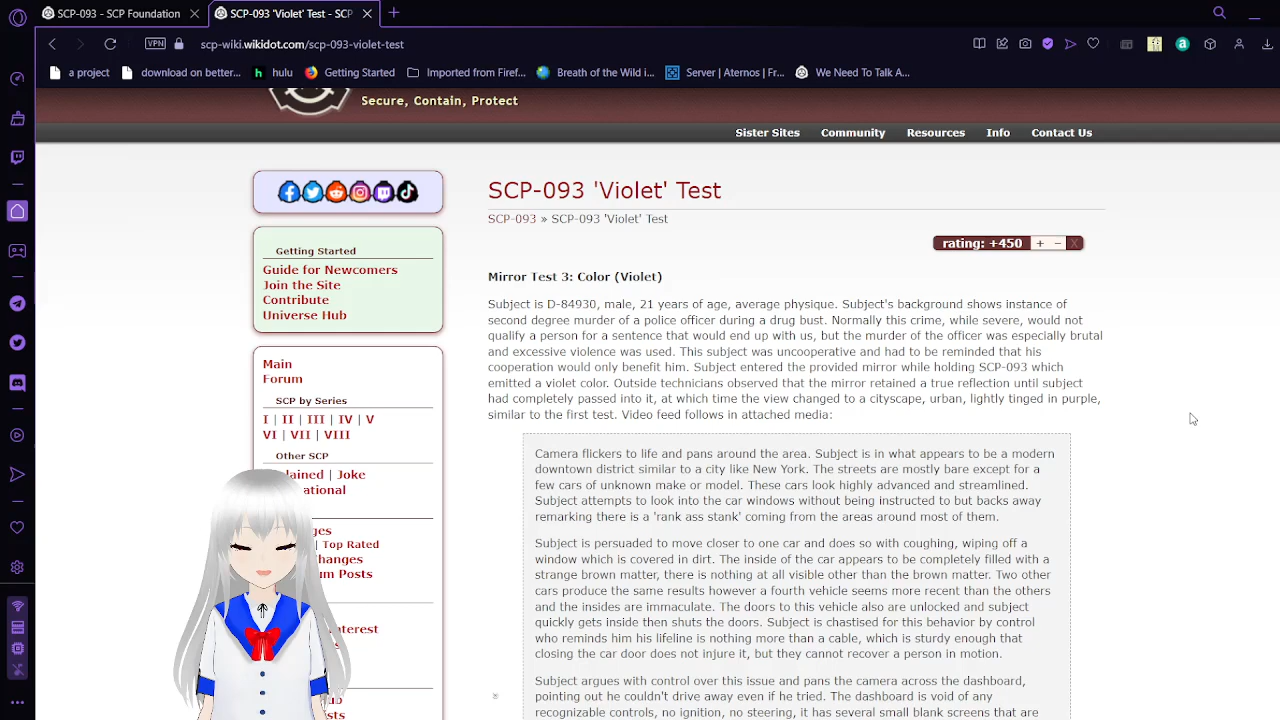 SCP-093 - SCP Foundation
SCP-093 'Violet' Test - SCP
VPN
scp-wiki.wikidot.com/scp-093-violet-test
a project
download on better...
hulu
Getting Started
Imported from Firef...
Breath of the Wild i...
Server | Aternos | Fr...
We Need To Talk A...
Secure, Contain, Protect
Sister Sites
Community
Resources
Info
Contact Us
Getting Started
Guide for Newcomers
Join the Site
Contribute
Universe Hub
Main
Forum
SCP by Series
I | II | III | IV | V
VI | VII | VIII
Other SCP
lained | Joke
ational
ges
| Top Rated
hanges
um Posts
nterest
SCP-093 'Violet' Test
SCP-093 » SCP-093 'Violet' Test
rating: +450 + − X
Mirror Test 3: Color (Violet)
Subject is D-84930, male, 21 years of age, average physique. Subject's background shows instance of
second degree murder of a police officer during a drug bust. Normally this crime, while severe, would not
qualify a person for a sentence that would end up with us, but the murder of the officer was especially brutal
and excessive violence was used. This subject was uncooperative and had to be reminded that his
cooperation would only benefit him. Subject entered the provided mirror while holding SCP-093 which
emitted a violet color. Outside technicians observed that the mirror retained a true reflection until subject
had completely passed into it, at which time the view changed to a cityscape, urban, lightly tinged in purple,
similar to the first test. Video feed follows in attached media:
Camera flickers to life and pans around the area. Subject is in what appears to be a modern
downtown district similar to a city like New York. The streets are mostly bare except for a
few cars of unknown make or model. These cars look highly advanced and streamlined.
Subject attempts to look into the car windows without being instructed to but backs away
remarking there is a 'rank ass stank' coming from the areas around most of them.
Subject is persuaded to move closer to one car and does so with coughing, wiping off a
window which is covered in dirt. The inside of the car appears to be completely filled with a
strange brown matter, there is nothing at all visible other than the brown matter. Two other
cars produce the same results however a fourth vehicle seems more recent than the others
and the insides are immaculate. The doors to this vehicle also are unlocked and subject
quickly gets inside then shuts the doors. Subject is chastised for this behavior by control
who reminds him his lifeline is nothing more than a cable, which is sturdy enough that
closing the car door does not injure it, but they cannot recover a person in motion.
Subject argues with control over this issue and pans the camera across the dashboard,
pointing out he couldn't drive away even if he tried. The dashboard is void of any
recognizable controls, no ignition, no steering, it has several small blank screens that are